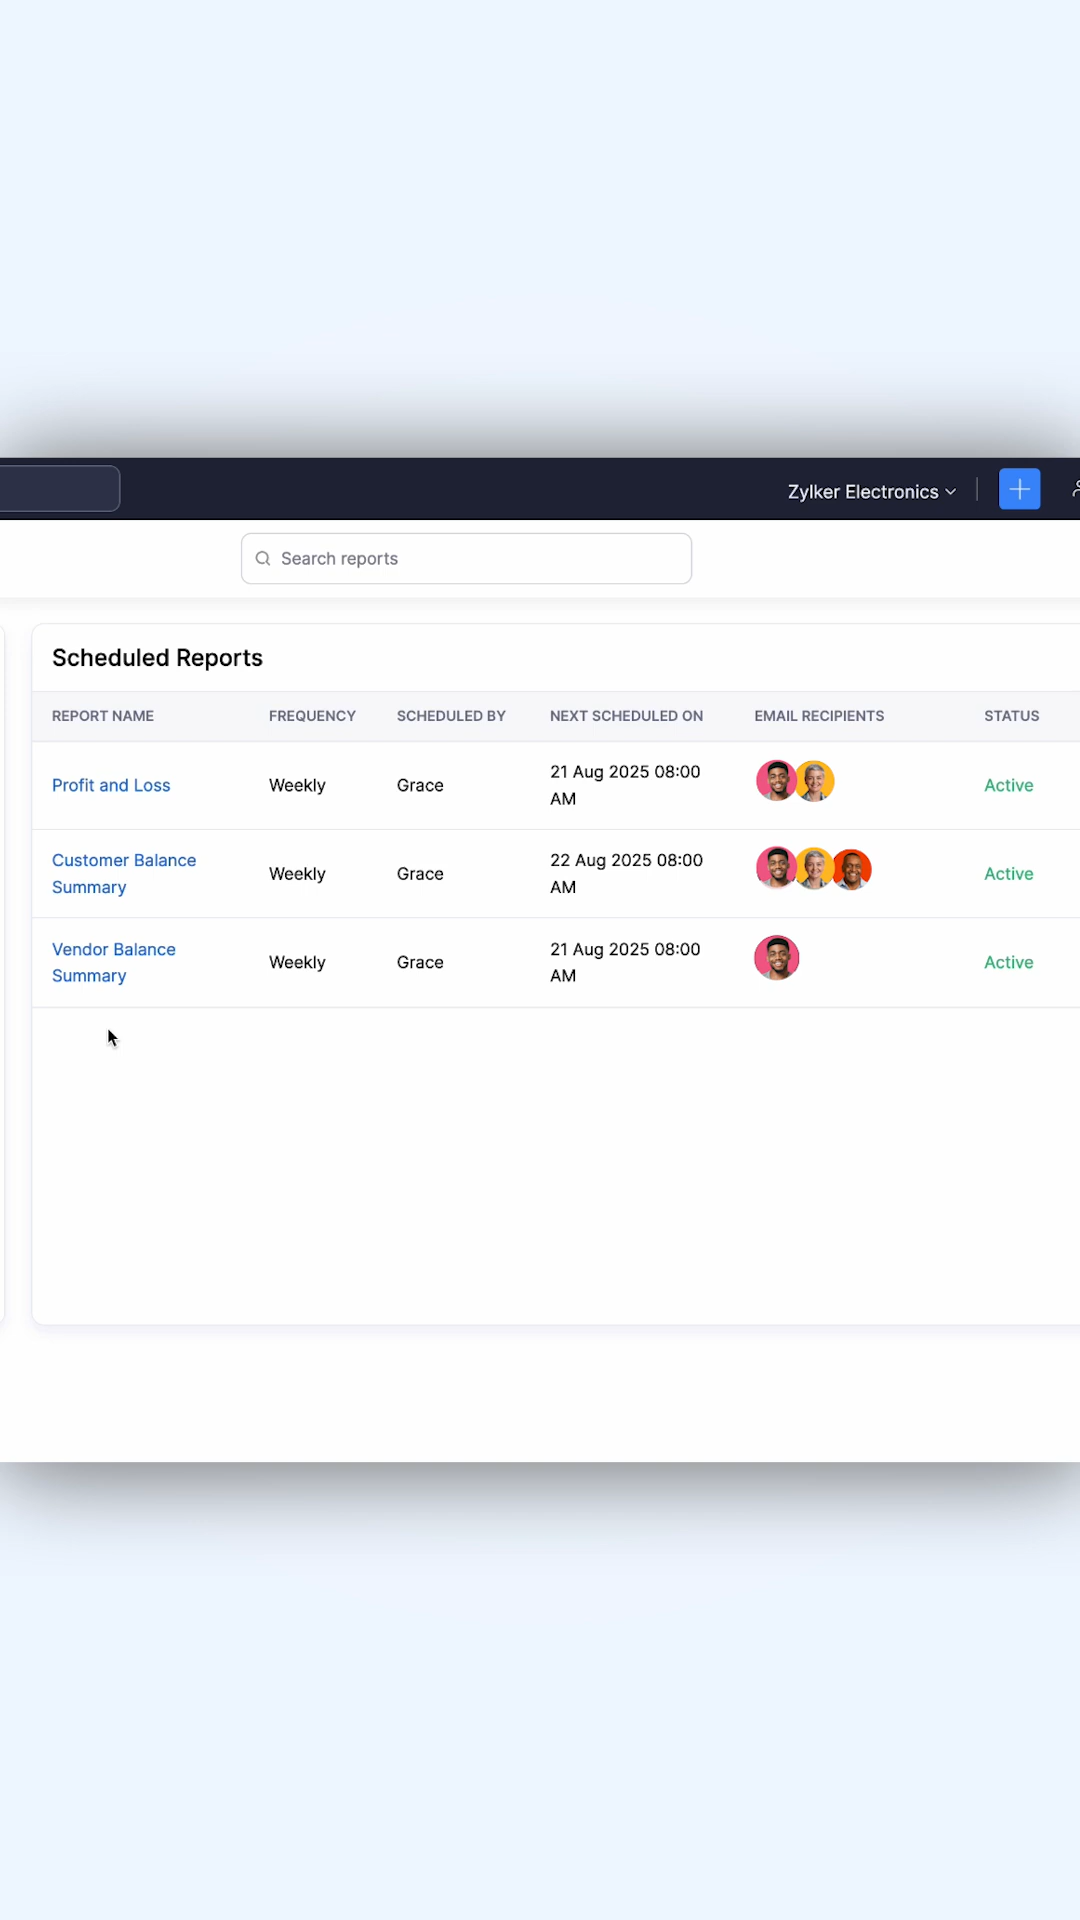 Zylker Electronics
Search reports
Scheduled Reports
REPORT NAME FREQUENCY SCHEDULED BY NEXT SCHEDULED ON EMAIL RECIPIENTS STATUS
Profit and Loss Weekly Grace 21 Aug 2025 08:00 AM Active
Customer Balance Summary Weekly Grace 22 Aug 2025 08:00 AM Active
Vendor Balance Summary Weekly Grace 21 Aug 2025 08:00 AM Active